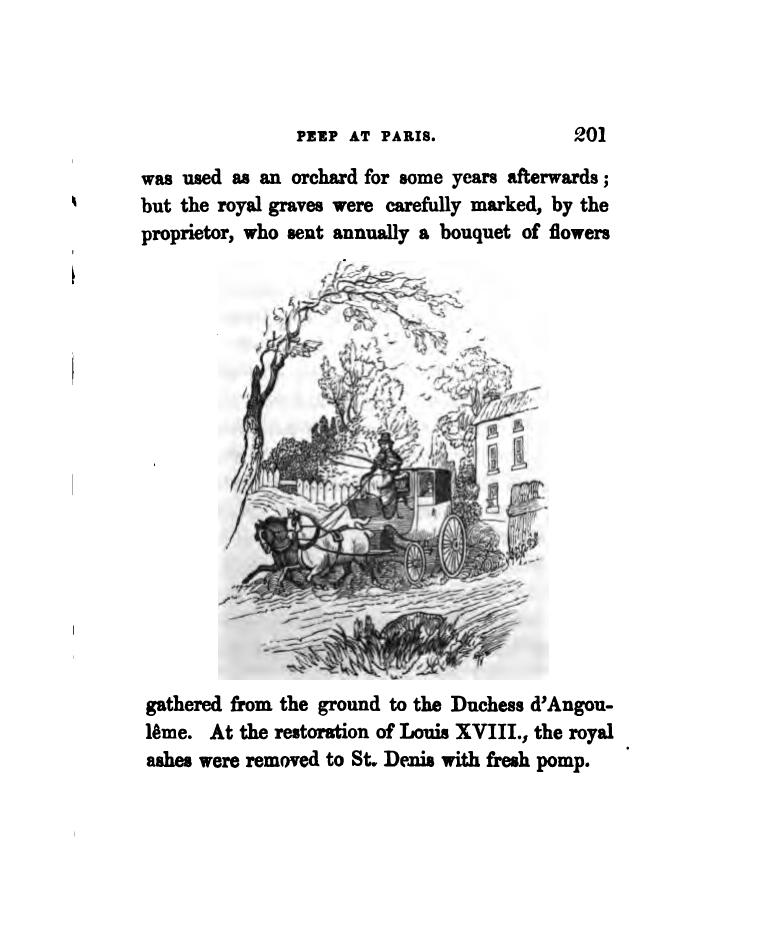 PEEP AT PARIS. 201
was used as an orchard for some years afterwards;
but the royal graves were carefully marked, by the
proprietor, who sent annually a bouquet of flowers
gathered from the ground to the Duchess d'Angou-
lême. At the restoration of Louis XVIII., the royal
ashes were removed to St. Denis with fresh pomp.